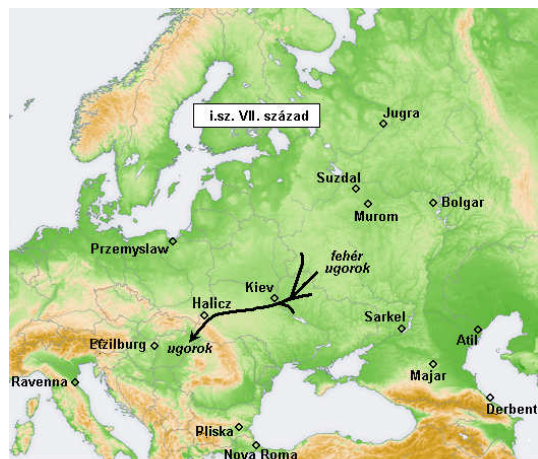 i.sz. VII. század
Jugra
Suzdal
Murom
Bolgar
Przemyslaw
fehér
ugorok
Kiev
Halicz
Sarkel
Atil
Etzilburg
ugorok
Majar
Ravenna
Derbent
Pliska
Nova Roma